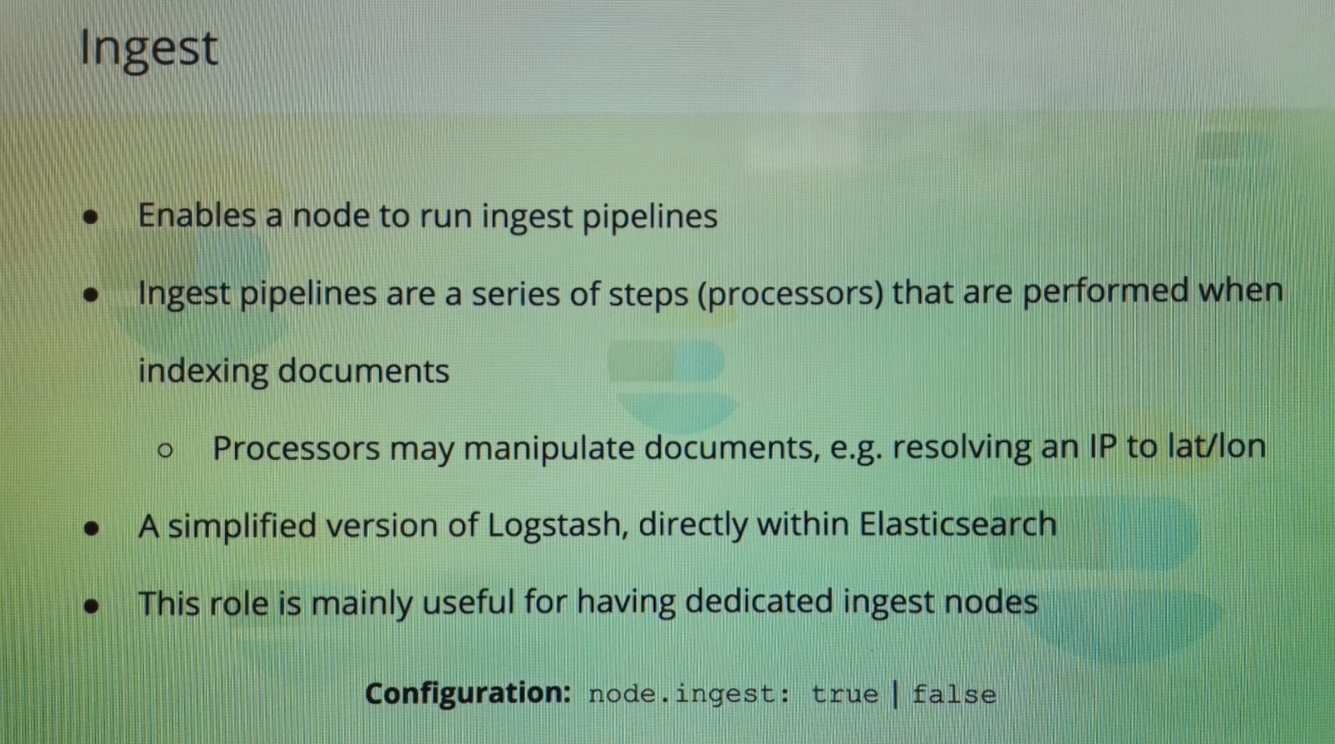 Ingest
● Enables a node to run ingest pipelines
● Ingest pipelines are a series of steps (processors) that are performed when
indexing documents
○ Processors may manipulate documents, e.g. resolving an IP to lat/lon
● A simplified version of Logstash, directly within Elasticsearch
● This role is mainly useful for having dedicated ingest nodes
Configuration: node.ingest: true | false